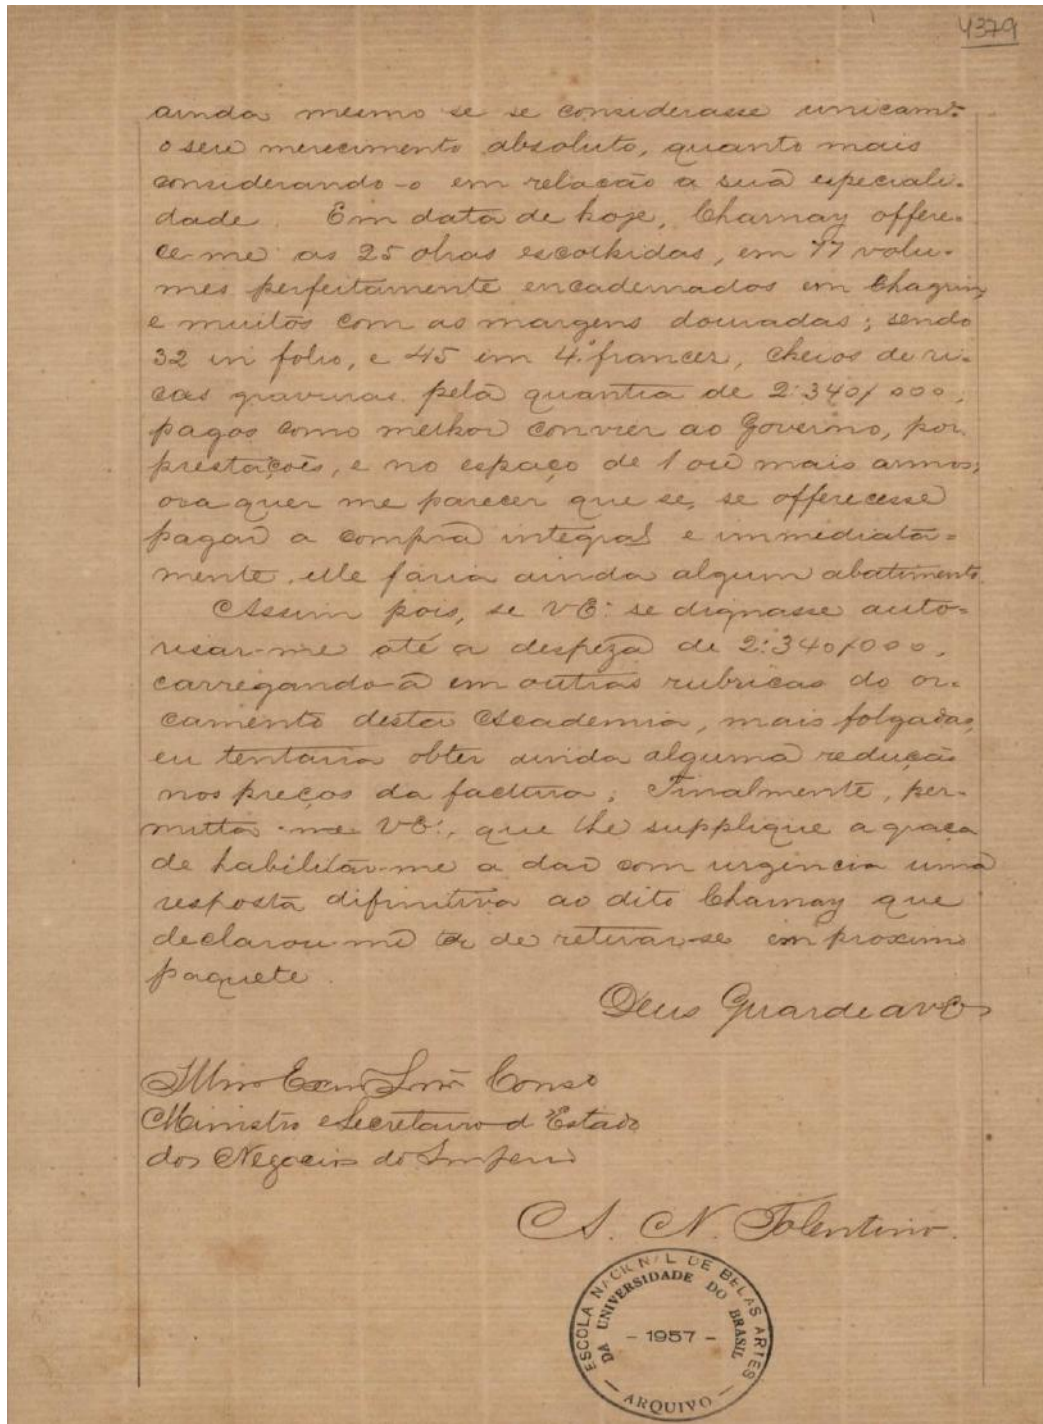 4379
ainda mesmo se se considerasse unicamte.
o seu merecimento absoluto, quanto mais
considerando-o em relação a sua especiali-
dade. Em data de hoje, Charnay offere-
ce-me as 25 obras escolhidas, em 77 volu-
mes perfeitamente encadernados em Chagrin,
e muitos com as margens douradas; sendo
32 in folio, e 45 im 4º francez, cheios de ri-
cas gravuras pela quantia de 2:340/000,
pagos como melhor convier ao Governo, por
prestações, e no espaço de 1 ou mais annos;
ora quer me parecer que se, se offerecesse
pagar a compra integral e immediata-
mente, elle faria ainda algum abatimento.
Assim pois, se VE: se dignasse auto-
risar-me até a despeza de 2:340/000,
carregando-a em outras rubricas do or-
camento desta Academia, mais folgadas,
eu tentaria obter ainda alguma redução
nos preços da factura; Finalmente, per-
mitta-me VE:, que lhe supplique a graça
de habilitar-me a dar com urgencia uma
resposta difinitiva ao dito Charnay que
declarou-me de retirar-se em proximo
paquete.
Deus Guarde a VE
Illmo Exmo Snr Conso
Ministro e Secretario d'Estado
dos Negocios do Imperio
A. N. Tolentino.
ESCOLA NACIONAL DE BELAS ARTES
DA UNIVERSIDADE DO BRASIL
- 1957 -
- ARQUIVO -